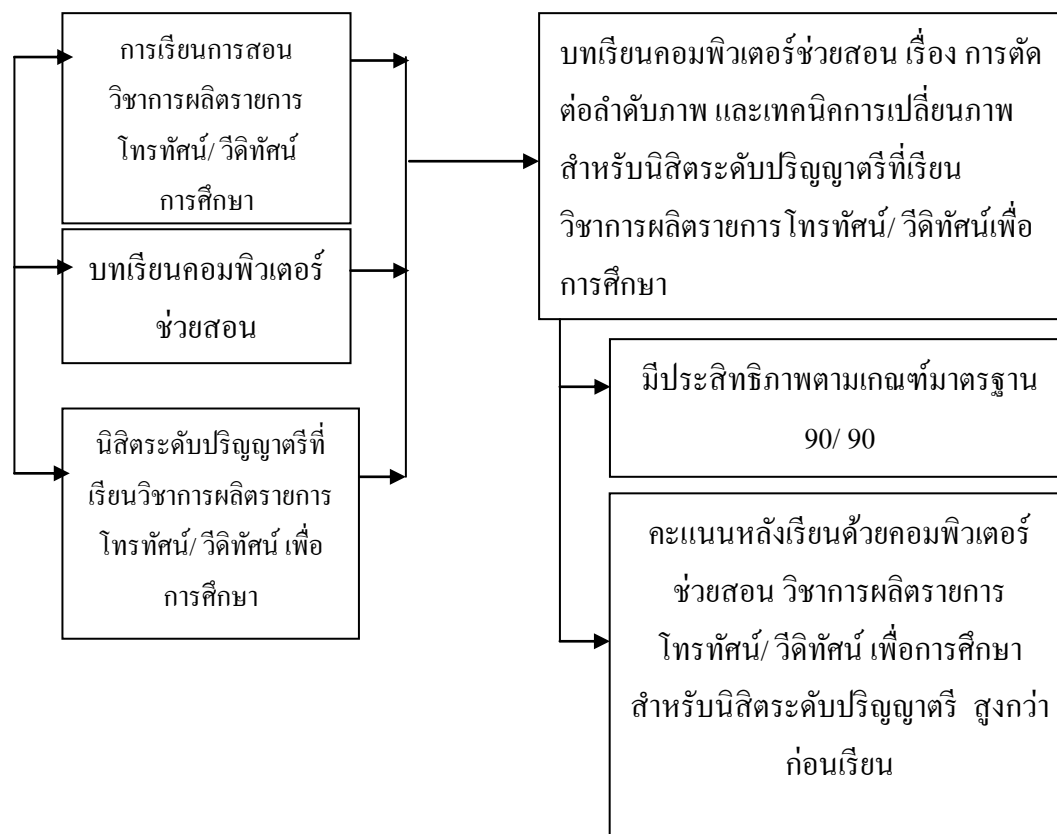 การเรียนการสอน
วิชาการผลิตรายการ
โทรทัศน์/ วีดิทัศน์
การศึกษา
บทเรียนคอมพิวเตอร์
ช่วยสอน
นิสิตระดับปริญญาตรีที่
เรียนวิชาการผลิตรายการ
โทรทัศน์/ วีดิทัศน์ เพื่อ
การศึกษา
บทเรียนคอมพิวเตอร์ช่วยสอน เรื่อง การตัด
ต่อลำดับภาพ และเทคนิคการเปลี่ยนภาพ
สำหรับนิสิตระดับปริญญาตรีที่เรียน
วิชาการผลิตรายการโทรทัศน์/ วีดิทัศน์เพื่อ
การศึกษา
มีประสิทธิภาพตามเกณฑ์มาตรฐาน
90/ 90
คะแนนหลังเรียนด้วยคอมพิวเตอร์
ช่วยสอน วิชาการผลิตรายการ
โทรทัศน์/ วีดิทัศน์ เพื่อการศึกษา
สำหรับนิสิตระดับปริญญาตรี สูงกว่า
ก่อนเรียน